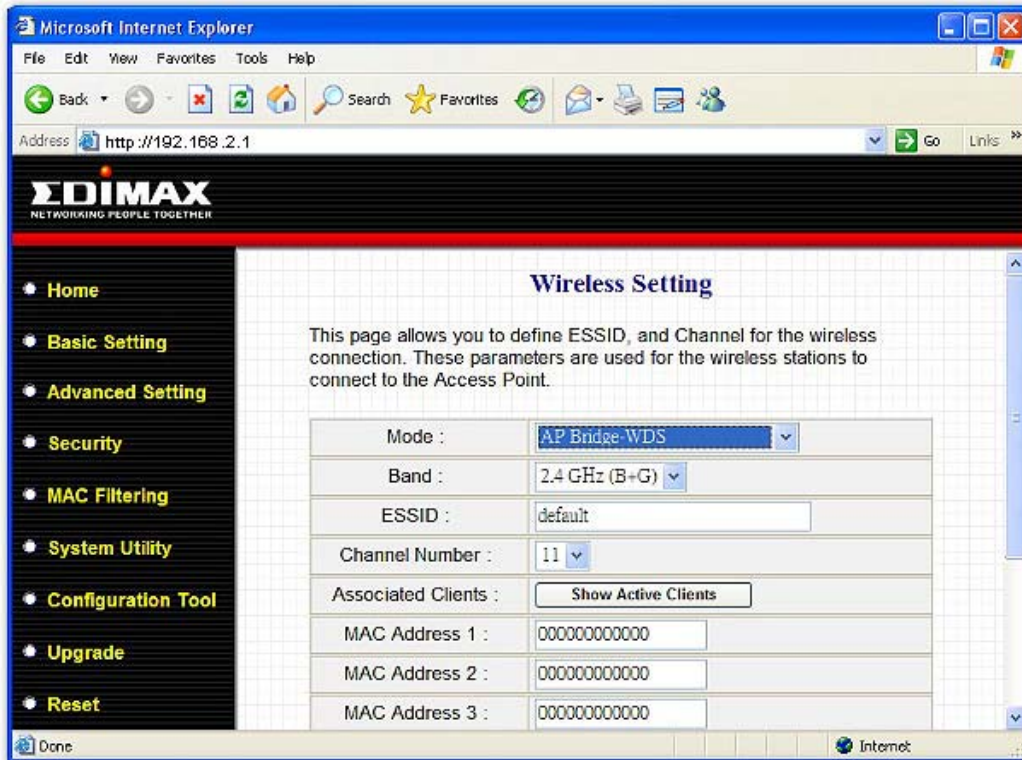 Microsoft Internet Explorer
File Edit View Favorites Tools Help
Back Search Favorites
Address http://192.168.2.1 Go Links »
EDIMAX
NETWORKING PEOPLE TOGETHER
Home
Basic Setting
Advanced Setting
Security
MAC Filtering
System Utility
Configuration Tool
Upgrade
Reset
Wireless Setting
This page allows you to define ESSID, and Channel for the wireless
connection. These parameters are used for the wireless stations to
connect to the Access Point.
Mode : AP Bridge-WDS
Band : 2.4 GHz (B+G)
ESSID : default
Channel Number : 11
Associated Clients : Show Active Clients
MAC Address 1 : 000000000000
MAC Address 2 : 000000000000
MAC Address 3 : 000000000000
Done Internet